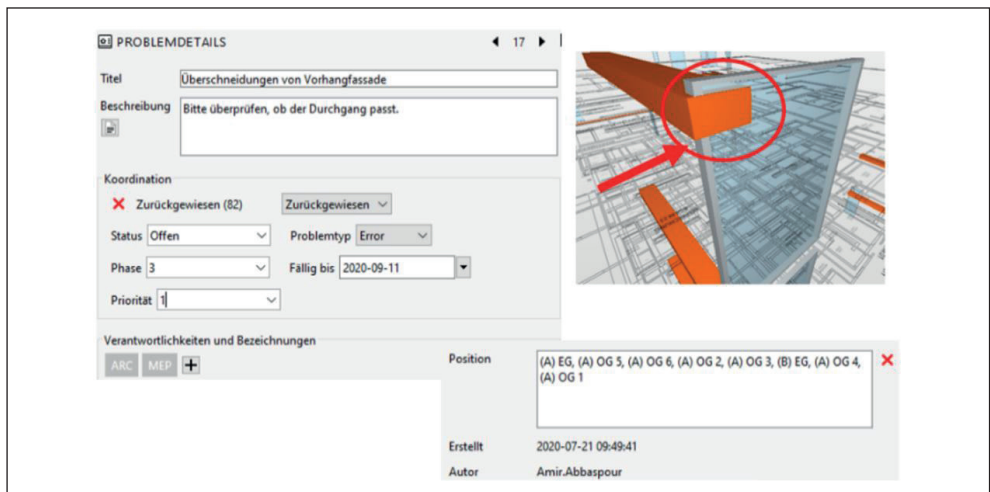 PROBLEMDETAILS
17
Titel Überschneidungen von Vorhangfassade
Beschreibung Bitte überprüfen, ob der Durchgang passt.
Koordination
Zurückgewiesen (82) Zurückgewiesen
Status Offen Problemtyp Error
Phase 3 Fällig bis 2020-09-11
Priorität 1
Verantwortlichkeiten und Bezeichnungen
ARC MEP
Position (A) EG, (A) OG 5, (A) OG 6, (A) OG 2, (A) OG 3, (B) EG, (A) OG 4,
(A) OG 1
Erstellt 2020-07-21 09:49:41
Autor Amir.Abbaspour